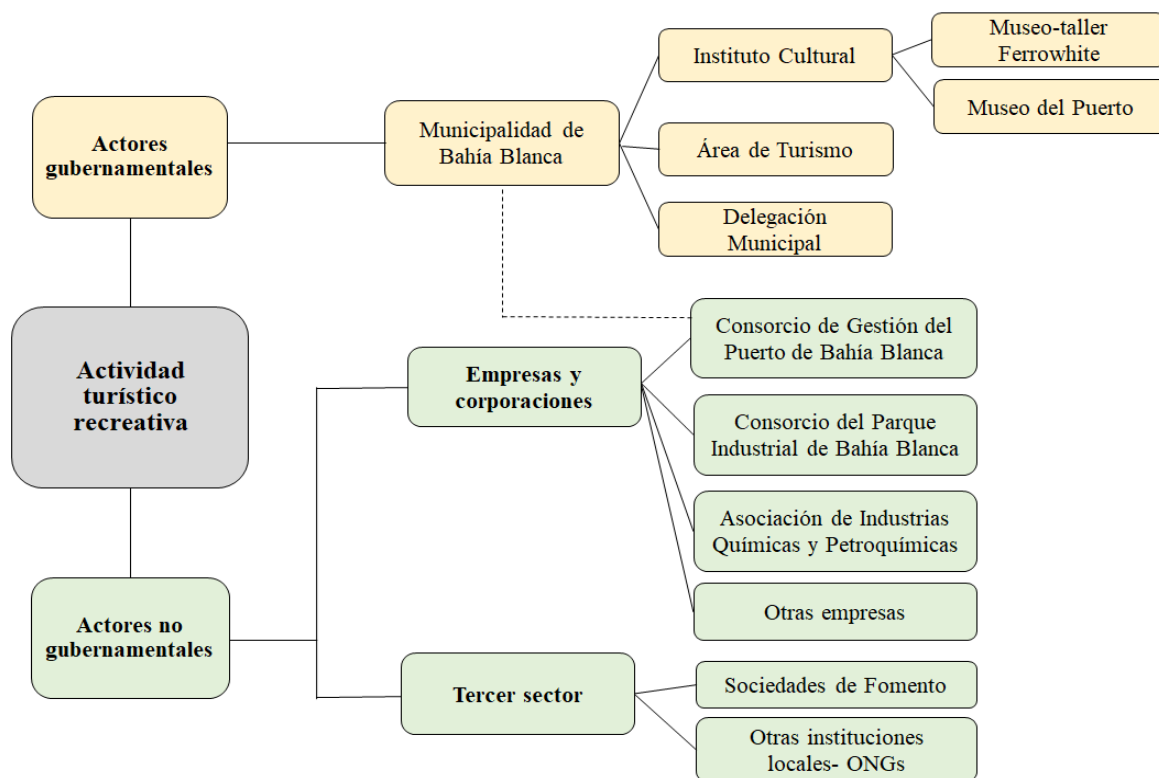 Actores
gubernamentales
Municipalidad de
Bahía Blanca
Instituto Cultural
Museo-taller
Ferrowhite
Museo del Puerto
Área de Turismo
Delegación
Municipal
Actividad
turístico
recreativa
Actores no
gubernamentales
Empresas y
corporaciones
Consorcio de Gestión del
Puerto de Bahía Blanca
Consorcio del Parque
Industrial de Bahía Blanca
Asociación de Industrias
Químicas y Petroquímicas
Otras empresas
Tercer sector
Sociedades de Fomento
Otras instituciones
locales- ONGs